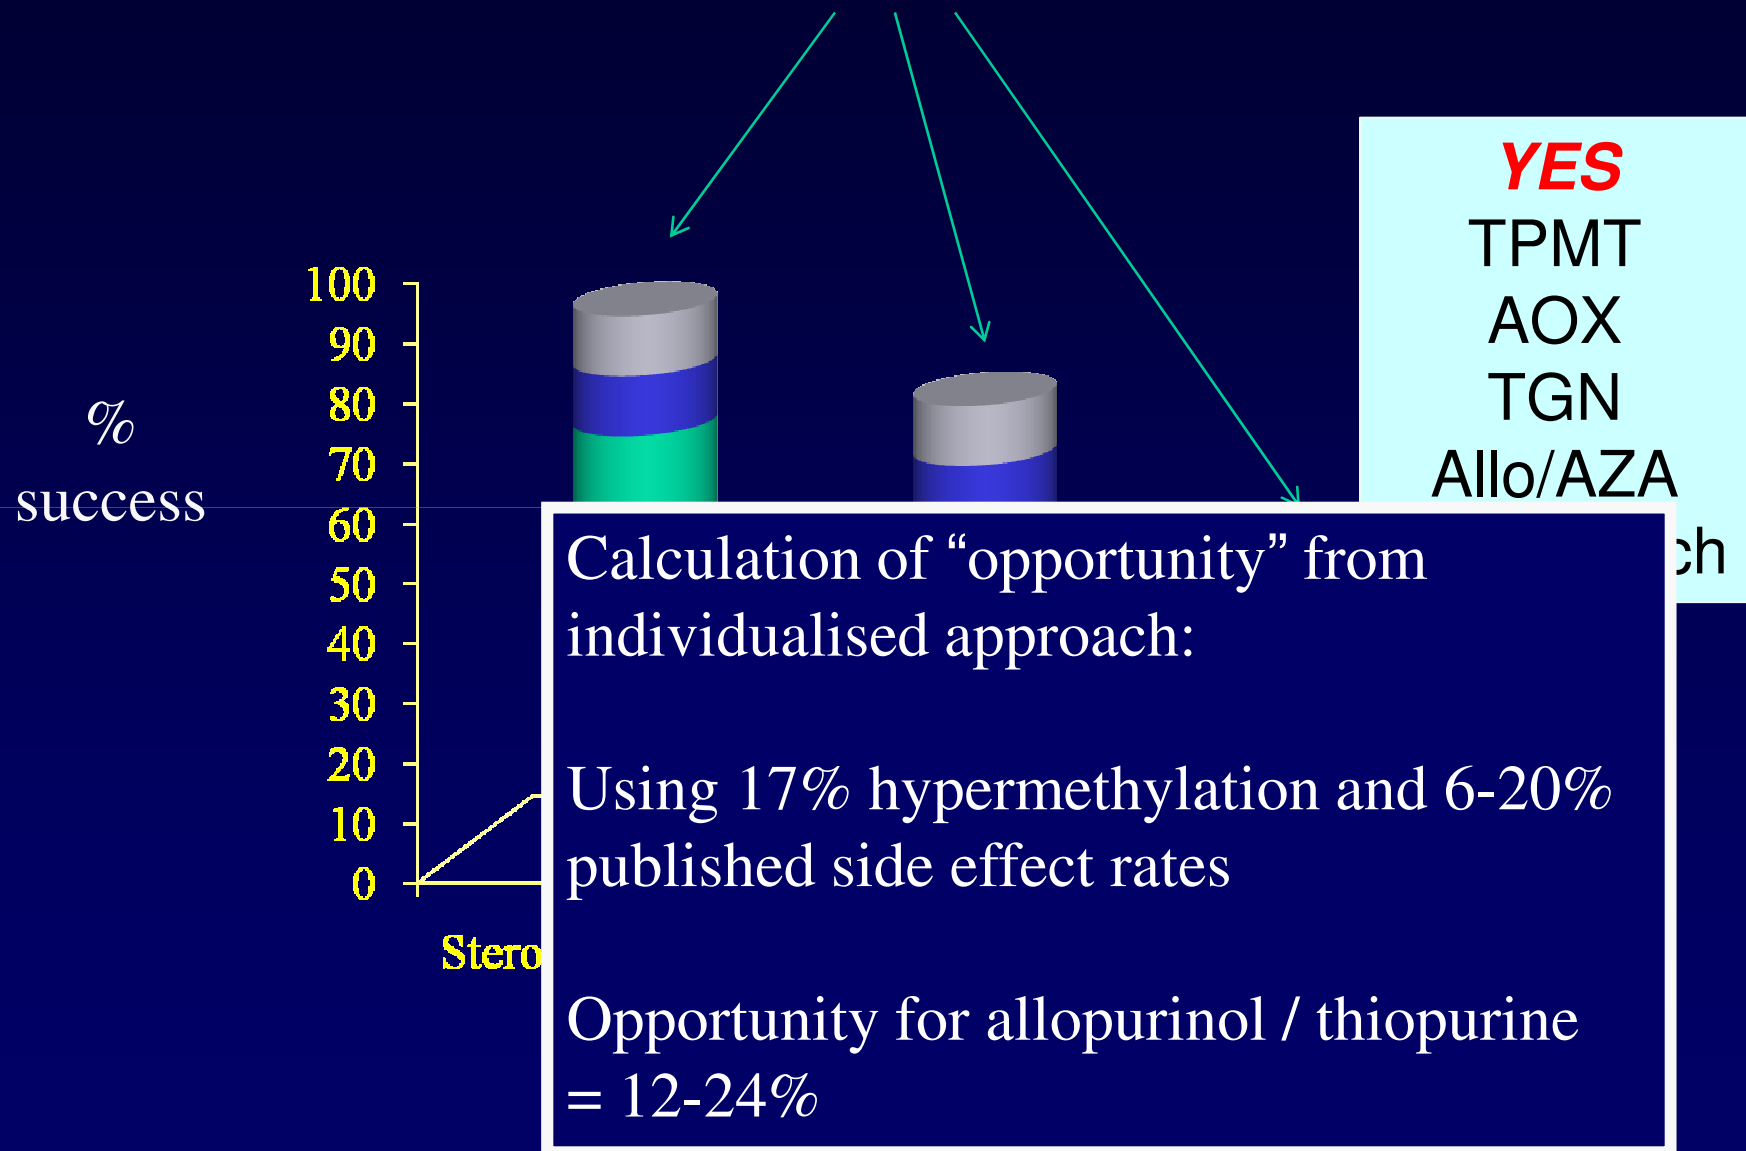 YES
TPMT
AOX
TGN
Allo/AZA
ch
%
success
100
90
80
70
60
50
40
30
20
10
0
Stero
Calculation of “opportunity” from
individualised approach:
Using 17% hypermethylation and 6-20%
published side effect rates
Opportunity for allopurinol / thiopurine
= 12-24%